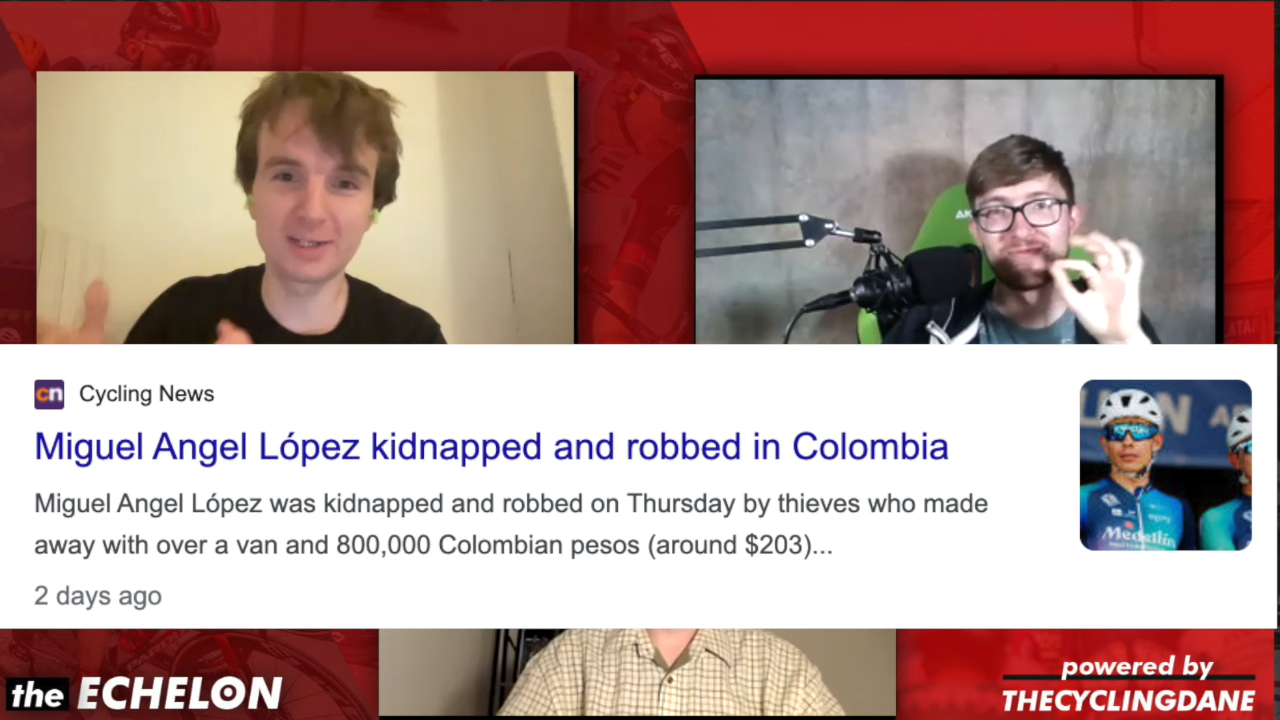 AK
cn Cycling News
Miguel Angel López kidnapped and robbed in Colombia
Miguel Angel López was kidnapped and robbed on Thursday by thieves who made
away with over a van and 800,000 Colombian pesos (around $203)...
2 days ago
Medellín
the ECHELON
powered by
THECYCLINGDANE